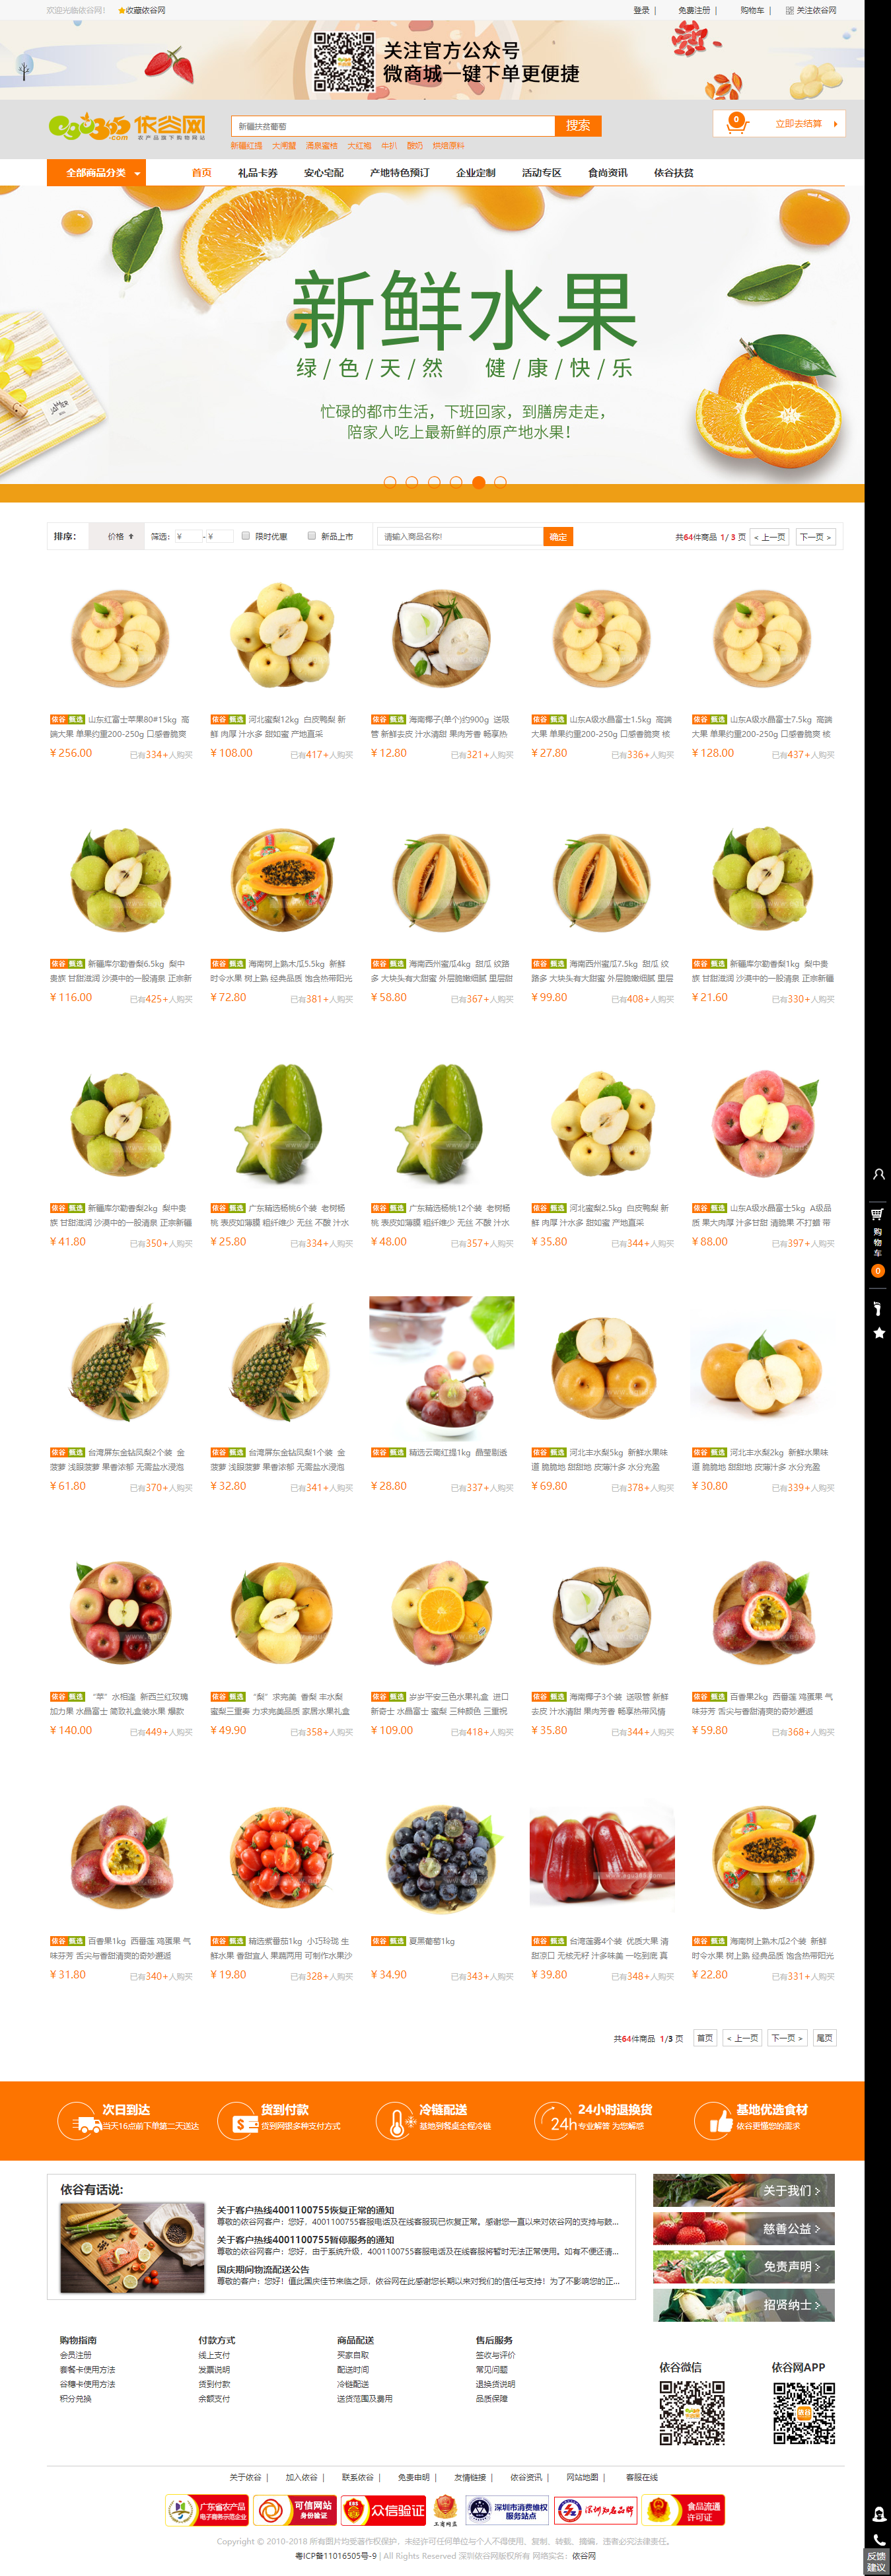 欢迎光临依谷网! ★收藏依谷网
登录 | 免费注册 | 购物车 | 关注依谷网
关注官方公众号
微商城一键下单更便捷
egu365.com 依谷网
农产品旗下购物网站
新疆扶贫葡萄 搜索
新疆红提 大闸蟹 涌泉蜜桔 大红袍 牛扒 酸奶 烘焙原料
0 立即去结算
全部商品分类 首页 礼品卡券 安心宅配 产地特色预订 企业定制 活动专区 食尚资讯 依谷扶贫
新鲜水果
绿/色/天/然 健/康/快/乐
忙碌的都市生活,下班回家,到膳房走走,
陪家人吃上最新鲜的原产地水果!
排序: 价格 筛选: ¥ - ¥ 限时优惠 新品上市 请输入商品名称! 确定 共64件商品 1/ 3 页 < 上一页 下一页 >
依谷 甄选 山东红富士苹果80#15kg 高
端大果 单果约重200-250g 口感香脆爽
¥ 256.00 已有334+人购买
依谷 甄选 河北蜜梨12kg 白皮鸭梨 新
鲜 肉厚 汁水多 甜如蜜 产地直采
¥ 108.00 已有417+人购买
依谷 甄选 海南椰子(单个)约900g 送吸
管 新鲜去皮 汁水清甜 果肉芳香 畅享热
¥ 12.80 已有321+人购买
依谷 甄选 山东A级水晶富士1.5kg 高端
大果 单果约重200-250g 口感香脆爽 核
¥ 27.80 已有336+人购买
依谷 甄选 山东A级水晶富士7.5kg 高端
大果 单果约重200-250g 口感香脆爽 核
¥ 128.00 已有437+人购买
依谷 甄选 新疆库尔勒香梨6.5kg 梨中
贵族 甘甜滋润 沙漠中的一股清泉 正宗新
¥ 116.00 已有425+人购买
依谷 甄选 海南树上熟木瓜5.5kg 新鲜
时令水果 树上熟 经典品质 饱含热带阳光
¥ 72.80 已有381+人购买
依谷 甄选 海南西州蜜瓜4kg 甜瓜 纹路
多 大块头有大甜蜜 外层脆嫩细腻 里层甜
¥ 58.80 已有367+人购买
依谷 甄选 海南西州蜜瓜7.5kg 甜瓜 纹
路多 大块头有大甜蜜 外层脆嫩细腻 里层
¥ 99.80 已有408+人购买
依谷 甄选 新疆库尔勒香梨1kg 梨中贵
族 甘甜滋润 沙漠中的一股清泉 正宗新疆
¥ 21.60 已有330+人购买
依谷 甄选 新疆库尔勒香梨2kg 梨中贵
族 甘甜滋润 沙漠中的一股清泉 正宗新疆
¥ 41.80 已有350+人购买
依谷 甄选 广东精选杨桃6个装 老树杨
桃 表皮如薄膜 粗纤维少 无丝 不酸 汁水
¥ 25.80 已有334+人购买
依谷 甄选 广东精选杨桃12个装 老树杨
桃 表皮如薄膜 粗纤维少 无丝 不酸 汁水
¥ 48.00 已有357+人购买
依谷 甄选 河北蜜梨2.5kg 白皮鸭梨 新
鲜 肉厚 汁水多 甜如蜜 产地直采
¥ 35.80 已有344+人购买
依谷 甄选 山东A级水晶富士5kg A级品
质 果大肉厚 汁多甘甜 清脆果 不打蜡 带
¥ 88.00 已有397+人购买
依谷 甄选 台湾屏东金钻凤梨2个装 金
菠萝 浅眼菠萝 果香浓郁 无需盐水浸泡
¥ 61.80 已有370+人购买
依谷 甄选 台湾屏东金钻凤梨1个装 金
菠萝 浅眼菠萝 果香浓郁 无需盐水浸泡
¥ 32.80 已有341+人购买
依谷 甄选 精选云南红提1kg 晶莹剔透
¥ 28.80 已有337+人购买
依谷 甄选 河北丰水梨5kg 新鲜水果味
道 脆脆地 甜甜地 皮薄汁多 水分充盈
¥ 69.80 已有378+人购买
依谷 甄选 河北丰水梨2kg 新鲜水果味
道 脆脆地 甜甜地 皮薄汁多 水分充盈
¥ 30.80 已有339+人购买
依谷 甄选 “苹”水相逢 新西兰红玫瑰
加力果 水晶富士 简致礼盒装水果 爆款
¥ 140.00 已有449+人购买
依谷 甄选 “梨”求完美 香梨 丰水梨
蜜梨三重奏 力求完美品质 家居水果礼盒
¥ 49.90 已有358+人购买
依谷 甄选 岁岁平安三色水果礼盒 进口
新奇士 水晶富士 蜜梨 三种颜色 三重祝
¥ 109.00 已有418+人购买
依谷 甄选 海南椰子3个装 送吸管 新鲜
去皮 汁水清甜 果肉芳香 畅享热带风情
¥ 35.80 已有344+人购买
依谷 甄选 百香果2kg 西番莲 鸡蛋果 气
味芬芳 舌尖与香甜清爽的奇妙邂逅
¥ 59.80 已有368+人购买
依谷 甄选 百香果1kg 西番莲 鸡蛋果 气
味芬芳 舌尖与香甜清爽的奇妙邂逅
¥ 31.80 已有340+人购买
依谷 甄选 精选紫番茄1kg 小巧玲珑 生
鲜水果 香甜宜人 果蔬两用 可制作水果沙
¥ 19.80 已有328+人购买
依谷 甄选 夏黑葡萄1kg
¥ 34.90 已有343+人购买
依谷 甄选 台湾莲雾4个装 优质大果 清
甜凉口 无核无籽 汁多味美 一吃到底 真
¥ 39.80 已有348+人购买
依谷 甄选 海南树上熟木瓜2个装 新鲜
时令水果 树上熟 经典品质 饱含热带阳光
¥ 22.80 已有331+人购买
共64件商品 1/3 页 首页 < 上一页 下一页 > 尾页
购物车
0
次日到达
当天16点前下单第二天送达
货到付款
货到网银多种支付方式
冷链配送
基地到餐桌全程冷链
24h
24小时退换货
专业解答 为您解惑
基地优选食材
依谷更懂您的需求
依谷有话说:
关于客户热线4001100755恢复正常的通知
尊敬的依谷网客户: 您好, 4001100755客服电话及在线客服现已恢复正常。感谢您一直以来对依谷网的支持与鼓...
关于客户热线4001100755暂停服务的通知
尊敬的依谷网客户: 您好, 由于系统升级, 4001100755客服电话及在线客服将暂时无法正常使用。如有不便还请...
国庆期间物流配送公告
尊敬的客户: 您好! 值此国庆佳节来临之际, 依谷网在此感谢您长期以来对我们的信任与支持! 为了不影响您的正...
关于我们 >
慈善公益 >
免责声明 >
招贤纳士 >
购物指南 付款方式 商品配送 售后服务
会员注册 线上支付 买家自取 签收与评价
套餐卡使用方法 发票说明 配送时间 常见问题
谷穗卡使用方法 货到付款 冷链配送 退换货说明
积分兑换 余额支付 送货范围及费用 品质保障
依谷微信 依谷网APP
关于依谷 | 加入依谷 | 联系依谷 | 免责申明 | 友情链接 | 依谷资讯 | 网站地图 | 客服在线
广东省农产品
电子商务示范企业
可信网站
身份验证
众信验证
工商网监
深圳市消费维权
服务站点
深圳知名品牌
食品流通
许可证
Copyright © 2010-2018 所有图片均受著作权保护, 未经许可任何单位与个人不得使用、复制、转载、摘编, 违者必究法律责任。
粤ICP备11016505号-9 | All Rights Reserved 深圳依谷网版权所有 网络实名: 依谷网
反馈
建议